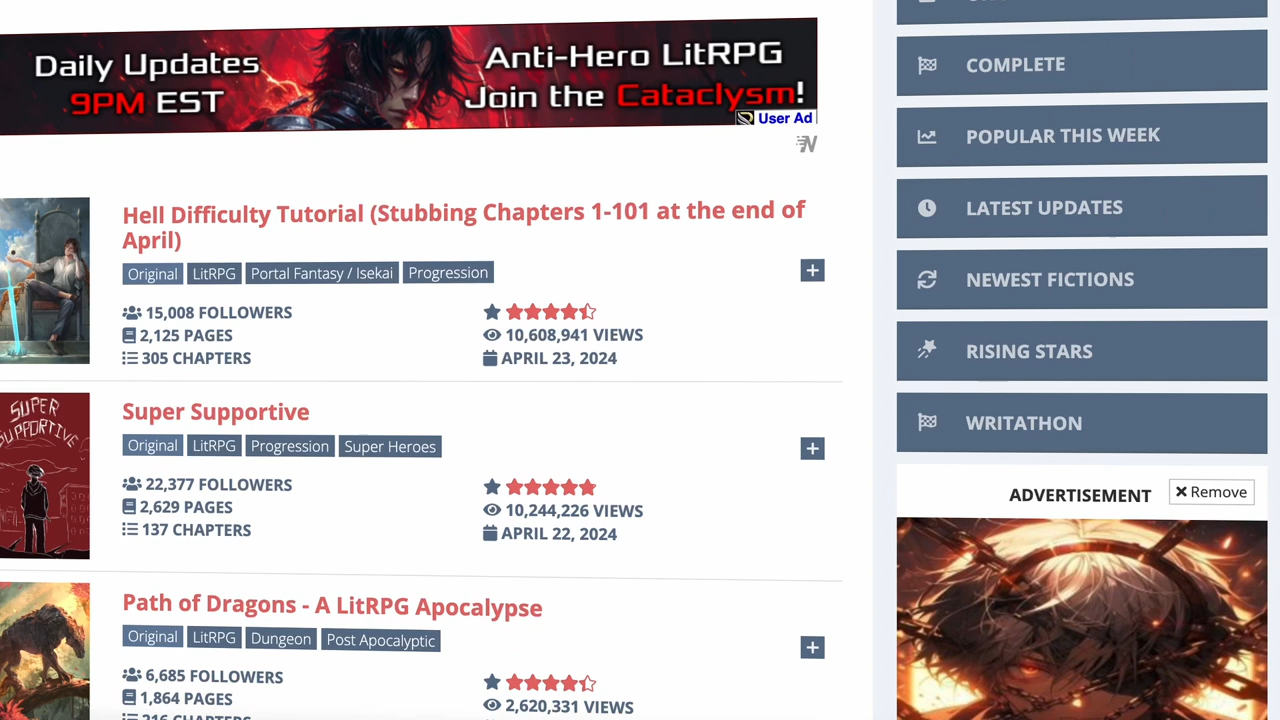 Daily Updates
9PM EST
Anti-Hero LitRPG
Join the Cataclysm!
User Ad
N
Hell Difficulty Tutorial (Stubbing Chapters 1-101 at the end of
April)
Original LitRPG Portal Fantasy / Isekai Progression
+
15,008 FOLLOWERS
2,125 PAGES
305 CHAPTERS
10,608,941 VIEWS
APRIL 23, 2024
SUPER
SUPPORTIVE
Super Supportive
Original LitRPG Progression Super Heroes
+
22,377 FOLLOWERS
2,629 PAGES
137 CHAPTERS
10,244,226 VIEWS
APRIL 22, 2024
Path of Dragons - A LitRPG Apocalypse
Original LitRPG Dungeon Post Apocalyptic
+
6,685 FOLLOWERS
1,864 PAGES
216 CHAPTERS
2,620,331 VIEWS
COMPLETE
POPULAR THIS WEEK
LATEST UPDATES
NEWEST FICTIONS
RISING STARS
WRITATHON
ADVERTISEMENT
Remove